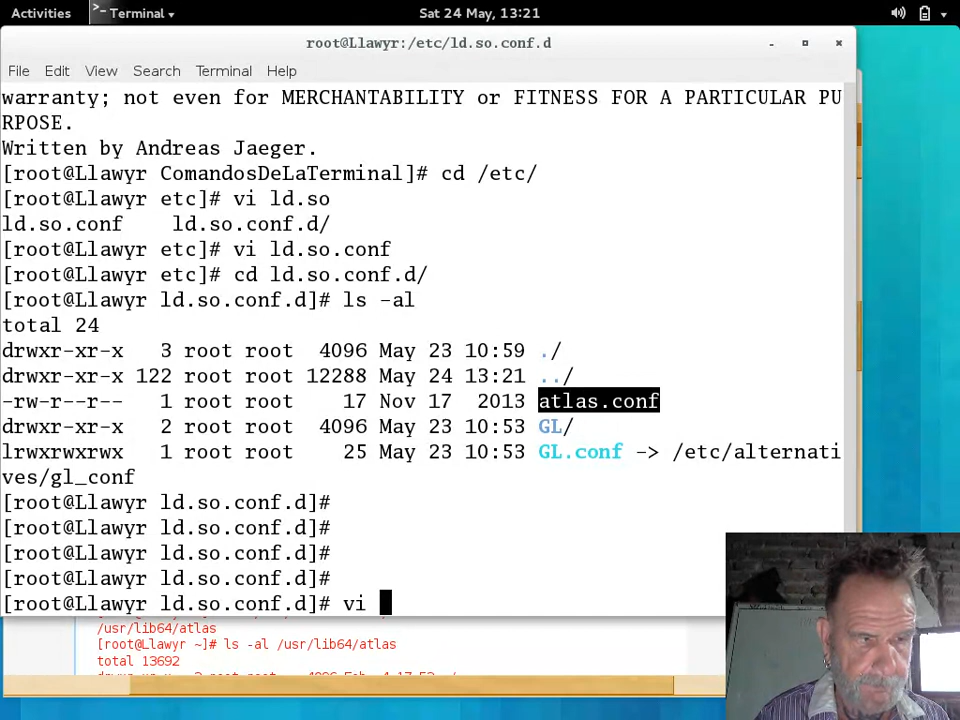 Activities Terminal Sat 24 May, 13:21
root@Llawyr:/etc/ld.so.conf.d
File Edit View Search Terminal Help
warranty; not even for MERCHANTABILITY or FITNESS FOR A PARTICULAR PU
RPOSE.
Written by Andreas Jaeger.
[root@Llawyr ComandosDeLaTerminal]# cd /etc/
[root@Llawyr etc]# vi ld.so
ld.so.conf    ld.so.conf.d/
[root@Llawyr etc]# vi ld.so.conf
[root@Llawyr etc]# cd ld.so.conf.d/
[root@Llawyr ld.so.conf.d]# ls -al
total 24
drwxr-xr-x   3 root root  4096 May 23 10:59 ./
drwxr-xr-x 122 root root 12288 May 24 13:21 ../
-rw-r--r--   1 root root    17 Nov 17  2013 atlas.conf
drwxr-xr-x   2 root root  4096 May 23 10:53 GL/
lrwxrwxrwx   1 root root    25 May 23 10:53 GL.conf -> /etc/alternati
ves/gl_conf
[root@Llawyr ld.so.conf.d]#
[root@Llawyr ld.so.conf.d]#
[root@Llawyr ld.so.conf.d]#
[root@Llawyr ld.so.conf.d]#
[root@Llawyr ld.so.conf.d]# vi
/usr/lib64/atlas
[root@Llawyr ~]# ls -al /usr/lib64/atlas
total 13692